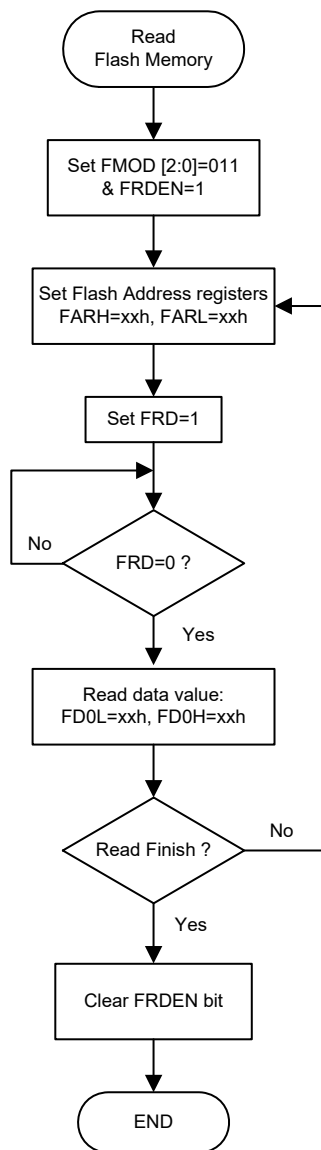 Read
Flash Memory
Set FMOD [2:0]=011
& FRDEN=1
Set Flash Address registers
FARH=xxh, FARL=xxh
Set FRD=1
No
FRD=0 ?
Yes
Read data value:
FD0L=xxh, FD0H=xxh
No
Read Finish ?
Yes
Clear FRDEN bit
END